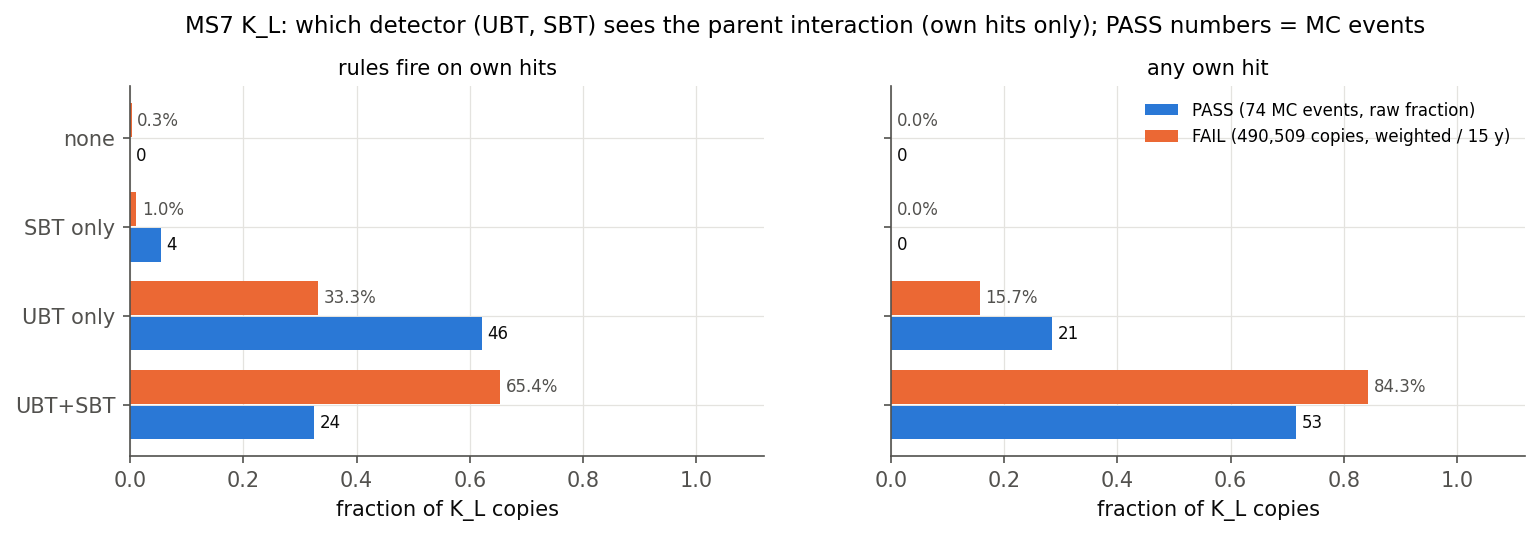 MS7 K_L: which detector (UBT, SBT) sees the parent interaction (own hits only); PASS numbers = MC events
rules fire on own hits
none
SBT only
UBT only
UBT+SBT
0.3%
0
1.0%
4
33.3%
46
65.4%
24
0.0
0.2
0.4
0.6
0.8
1.0
fraction of K_L copies
any own hit
PASS (74 MC events, raw fraction)
FAIL (490,509 copies, weighted / 15 y)
0.0%
0
0.0%
0
15.7%
21
84.3%
53
0.0
0.2
0.4
0.6
0.8
1.0
fraction of K_L copies